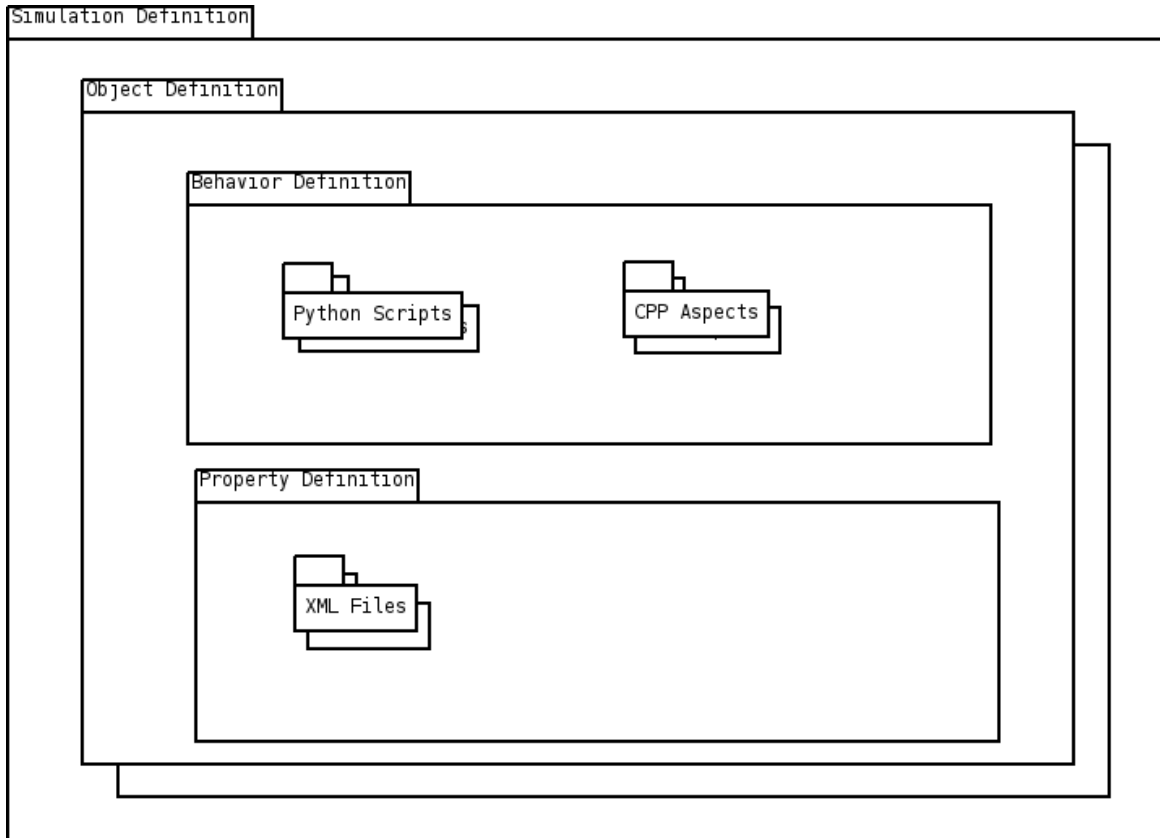 Simulation Definition
Object Definition
Behavior Definition
Python Scripts
CPP Aspects
Property Definition
XML Files